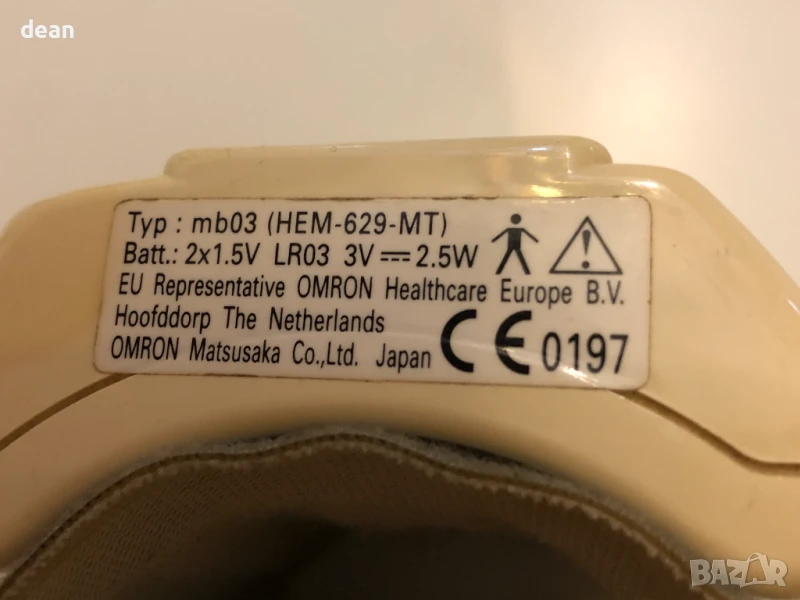 dean
Typ : mb03 (HEM-629-MT)
Batt.: 2x1.5V LR03 3V 2.5W
EU Representative OMRON Healthcare Europe B.V.
Hoofddorp The Netherlands
OMRON Matsusaka Co.,Ltd. Japan CE 0197
BAZAR